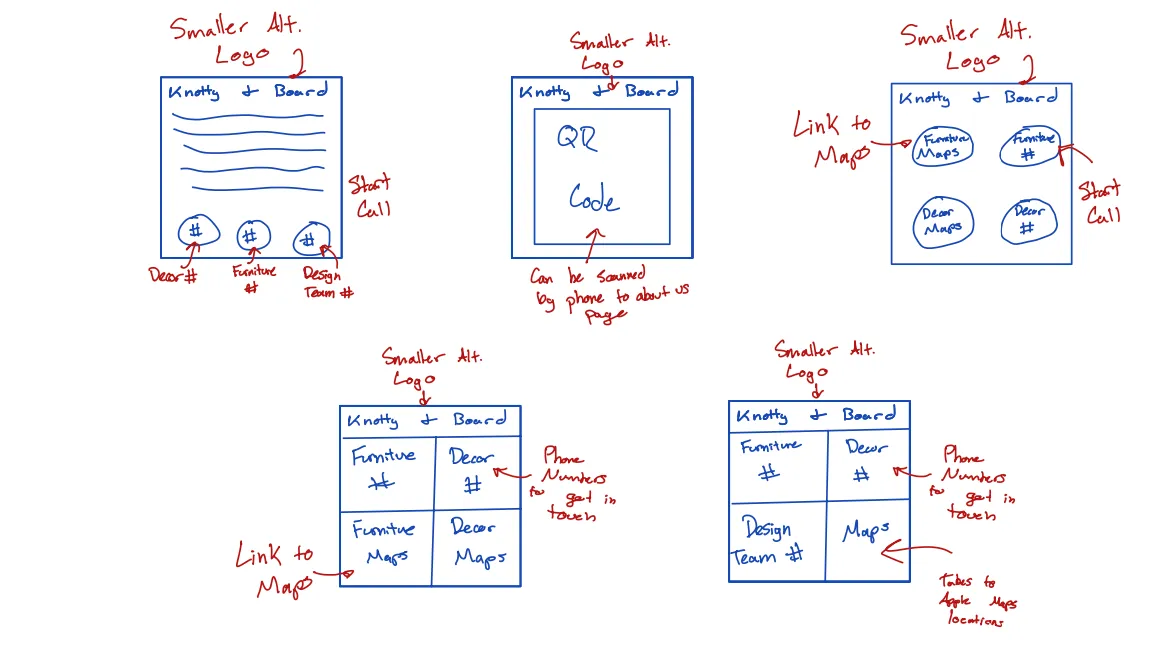 Smaller Alt.
Logo
Knotty & Board
#
#
#
Start
Call
Decor #
Furniture
#
Design
Team #
Smaller Alt.
Logo
Knotty & Board
QR
Code
Can be scanned
by phone to about us
page
Smaller Alt.
Logo
Knotty & Board
Link to
Maps
Furniture
Maps
Furniture
#
Decor
Maps
Decor
#
Start
Call
Smaller Alt.
Logo
Knotty & Board
Furniture
#
Decor
#
Furniture
Maps
Decor
Maps
Phone
Numbers
to get in
touch
Link to
Maps
Smaller Alt.
Logo
Knotty & Board
Furniture
#
Decor
#
Design
Team #
Maps
Phone
Numbers
to get in
touch
Takes to
Apple Maps
locations